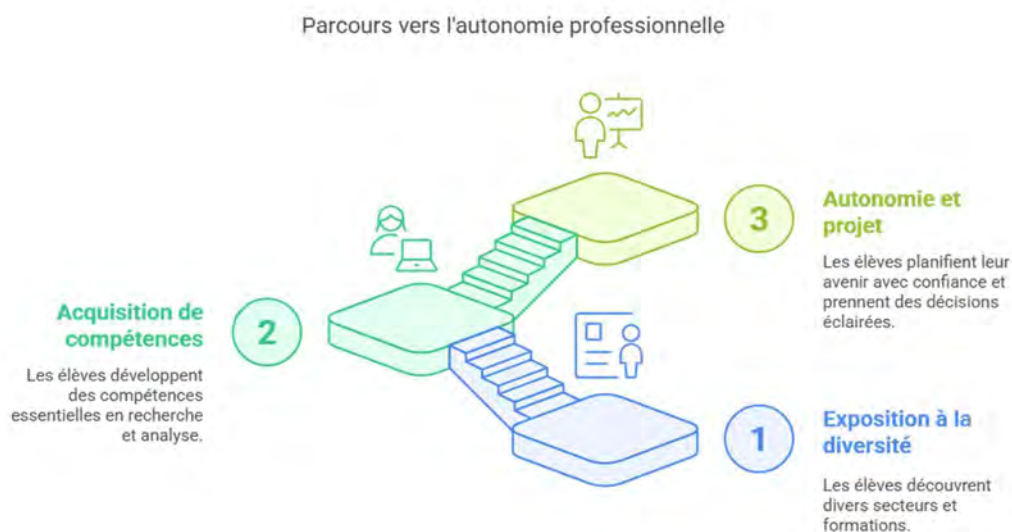 Parcours vers l'autonomie professionnelle
3
Autonomie et
projet
Les élèves planifient leur
avenir avec confiance et
prennent des décisions
éclairées.
Acquisition de
compétences
2
Les élèves développent
des compétences
essentielles en recherche
et analyse.
1
Exposition à la
diversité
Les élèves découvrent
divers secteurs et
formations.